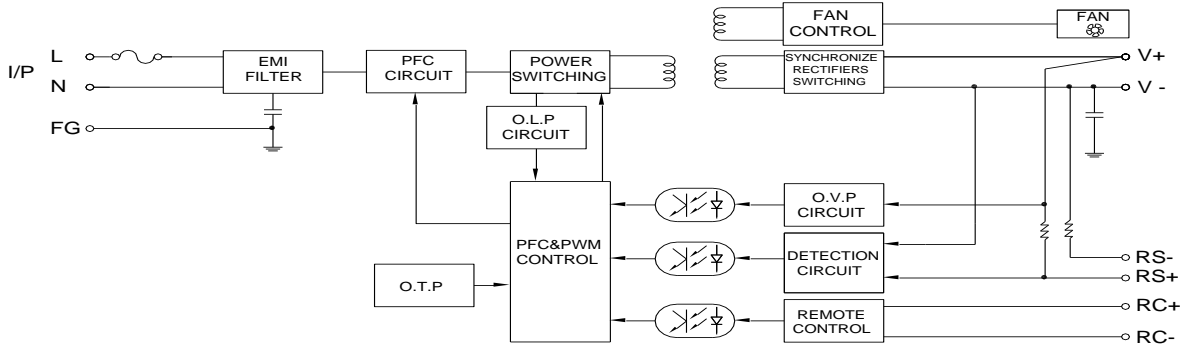 FAN
CONTROL
FAN
I/P
L
N
FG
EMI
FILTER
PFC
CIRCUIT
POWER
SWITCHING
SYNCHRONIZE
RECTIFIERS
SWITCHING
V+
V -
O.L.P
CIRCUIT
PFC&PWM
CONTROL
O.T.P
O.V.P
CIRCUIT
DETECTION
CIRCUIT
REMOTE
CONTROL
RS-
RS+
RC+
RC-